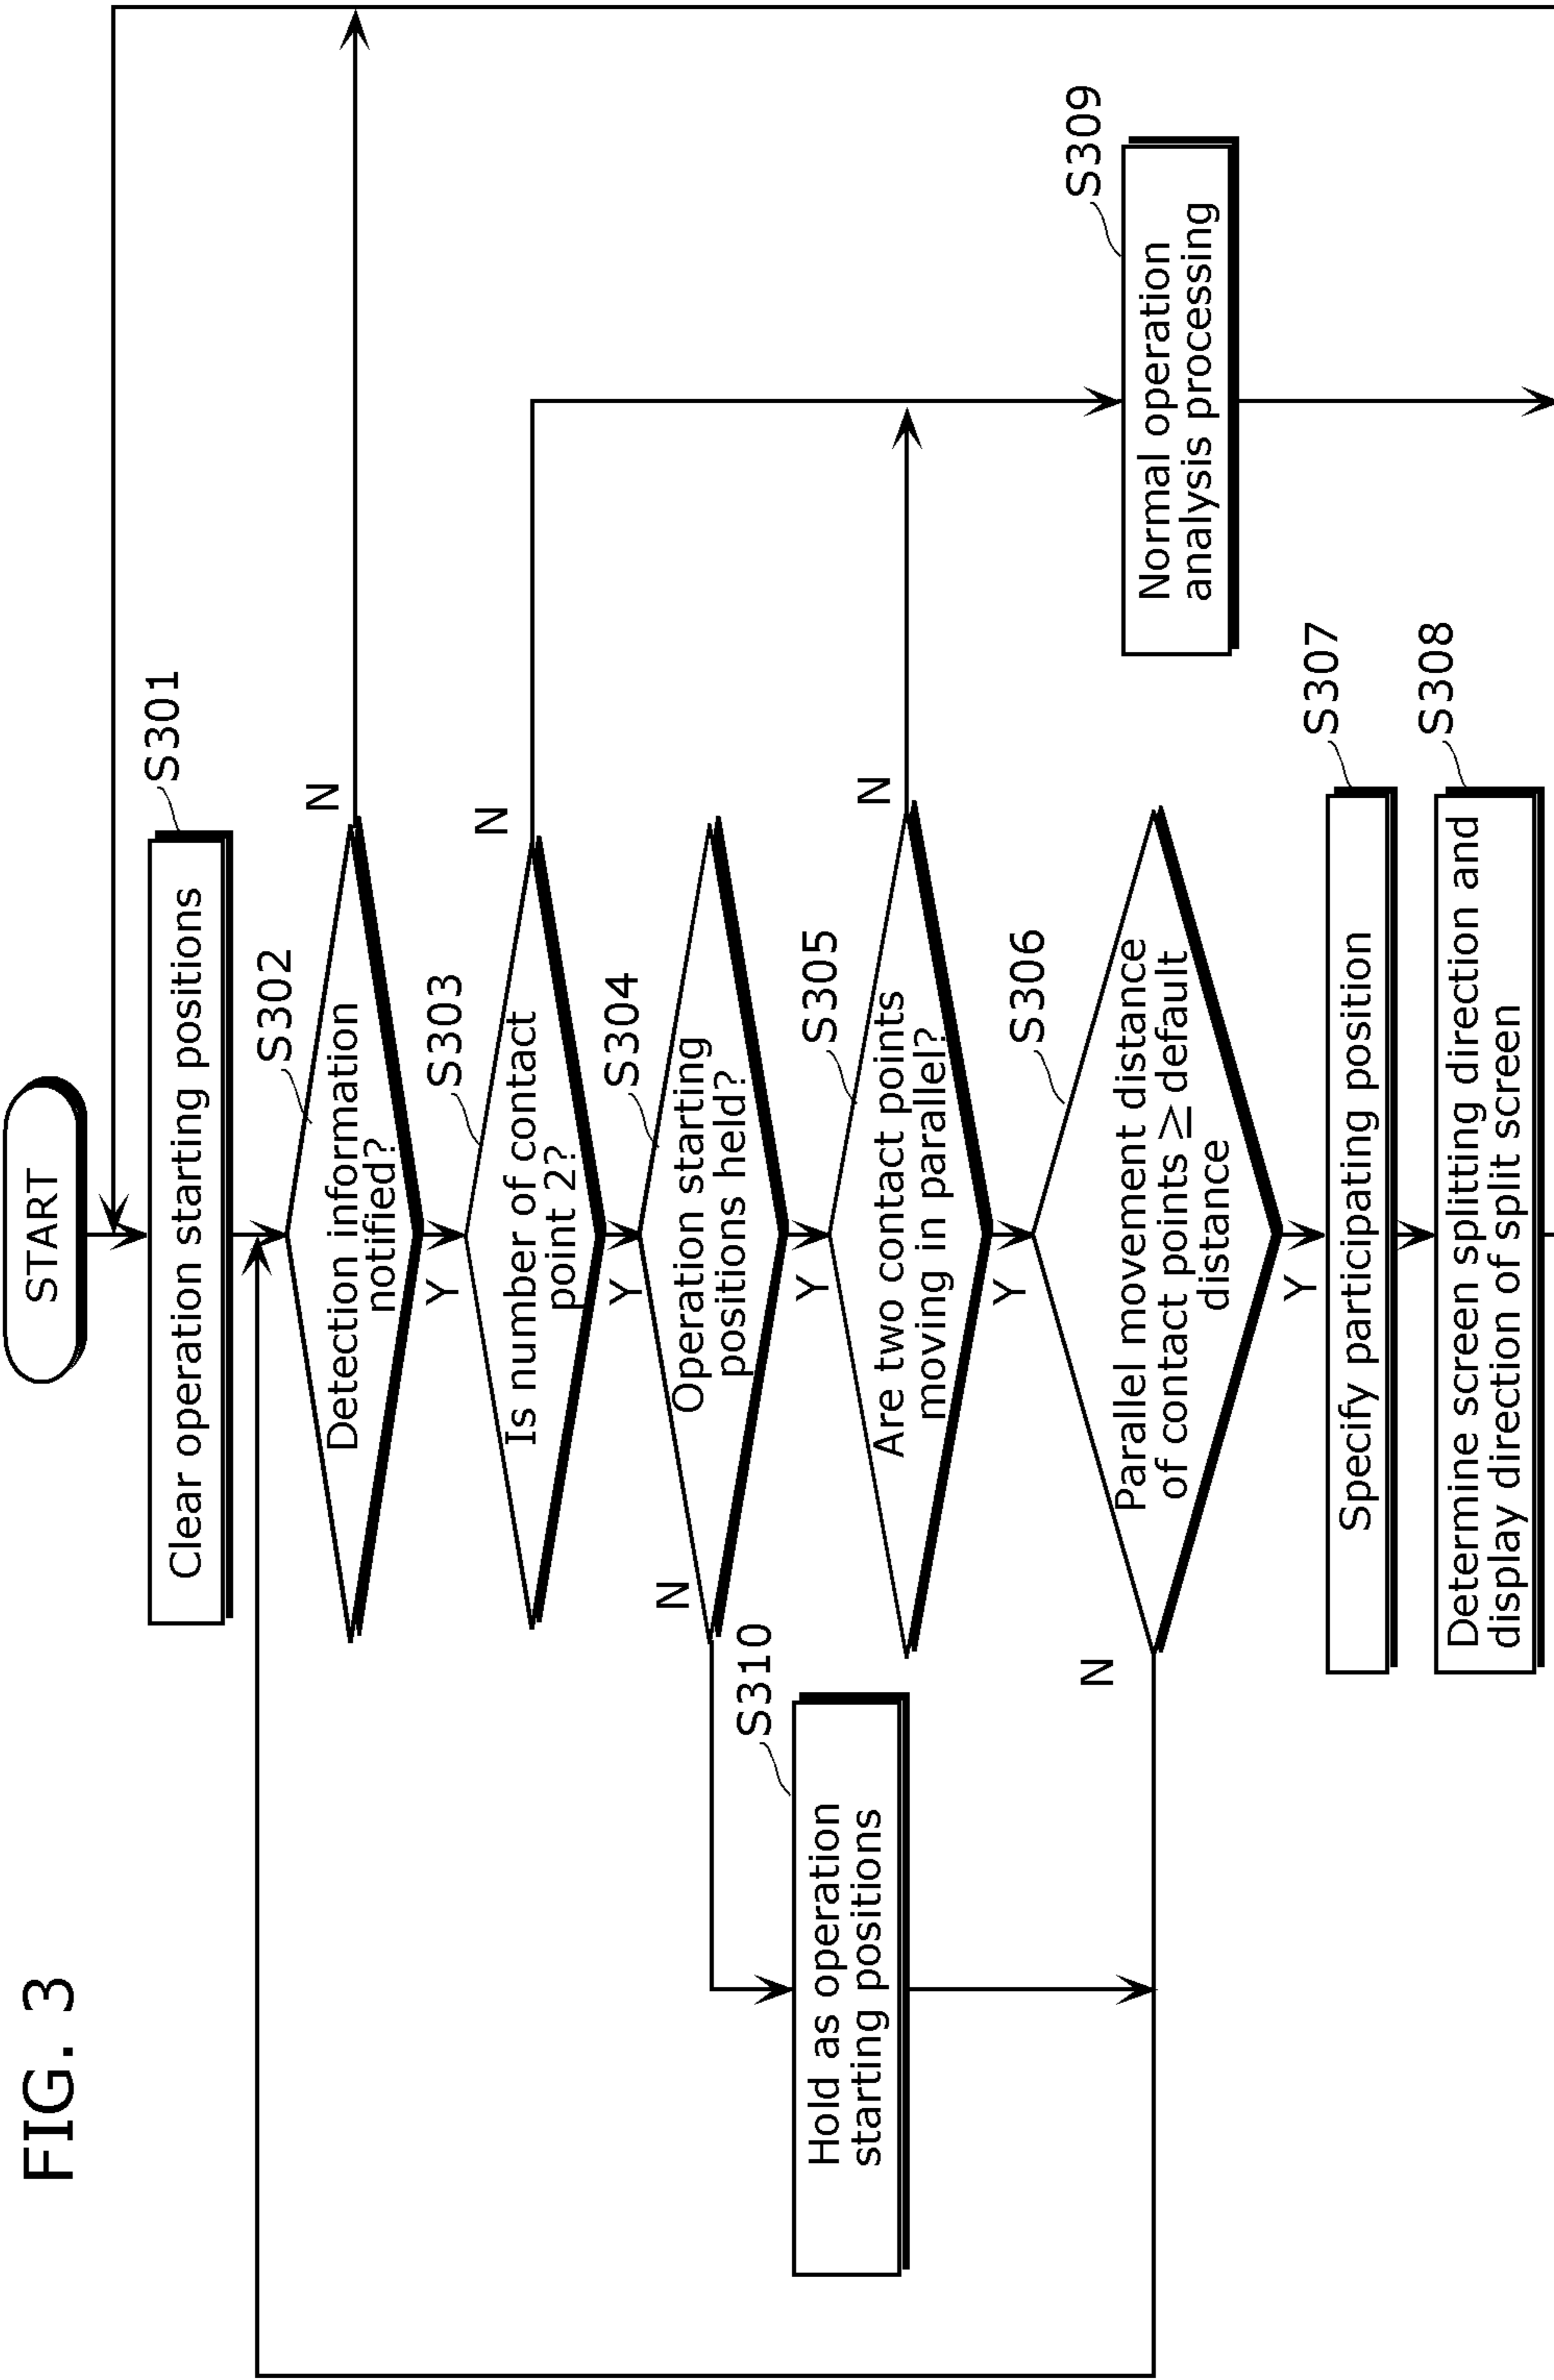 FIG. 3
START
S301
Clear operation starting positions
S302
Detection information
notified?
N
Y
S303
Is number of contact
point 2?
N
Y
S304
Operation starting
positions held?
N
Y
S310
Hold as operation
starting positions
S305
Are two contact points
moving in parallel?
N
Y
S306
Parallel movement distance
of contact points ≥ default
distance
N
Y
S309
Normal operation
analysis processing
S307
Specify participating position
S308
Determine screen splitting direction and
display direction of split screen